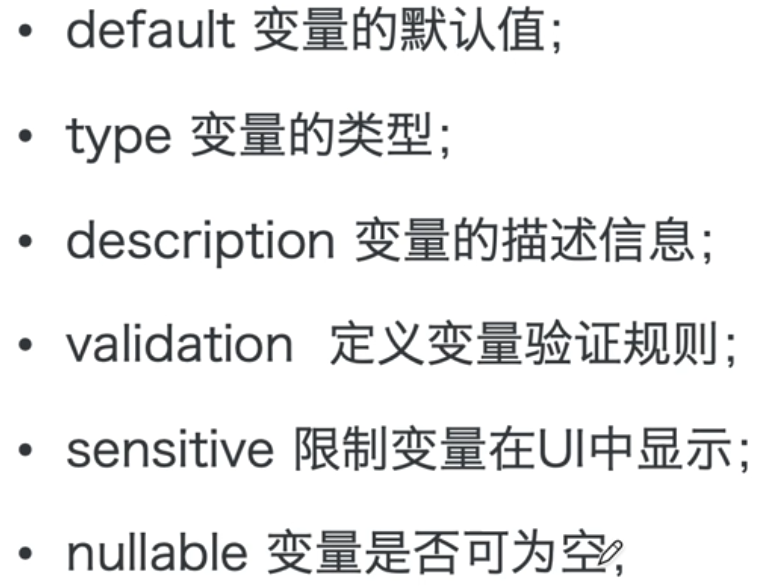 • default 变量的默认值;
• type 变量的类型;
• description 变量的描述信息;
• validation 定义变量验证规则;
• sensitive 限制变量在UI中显示;
• nullable 变量是否可为空;